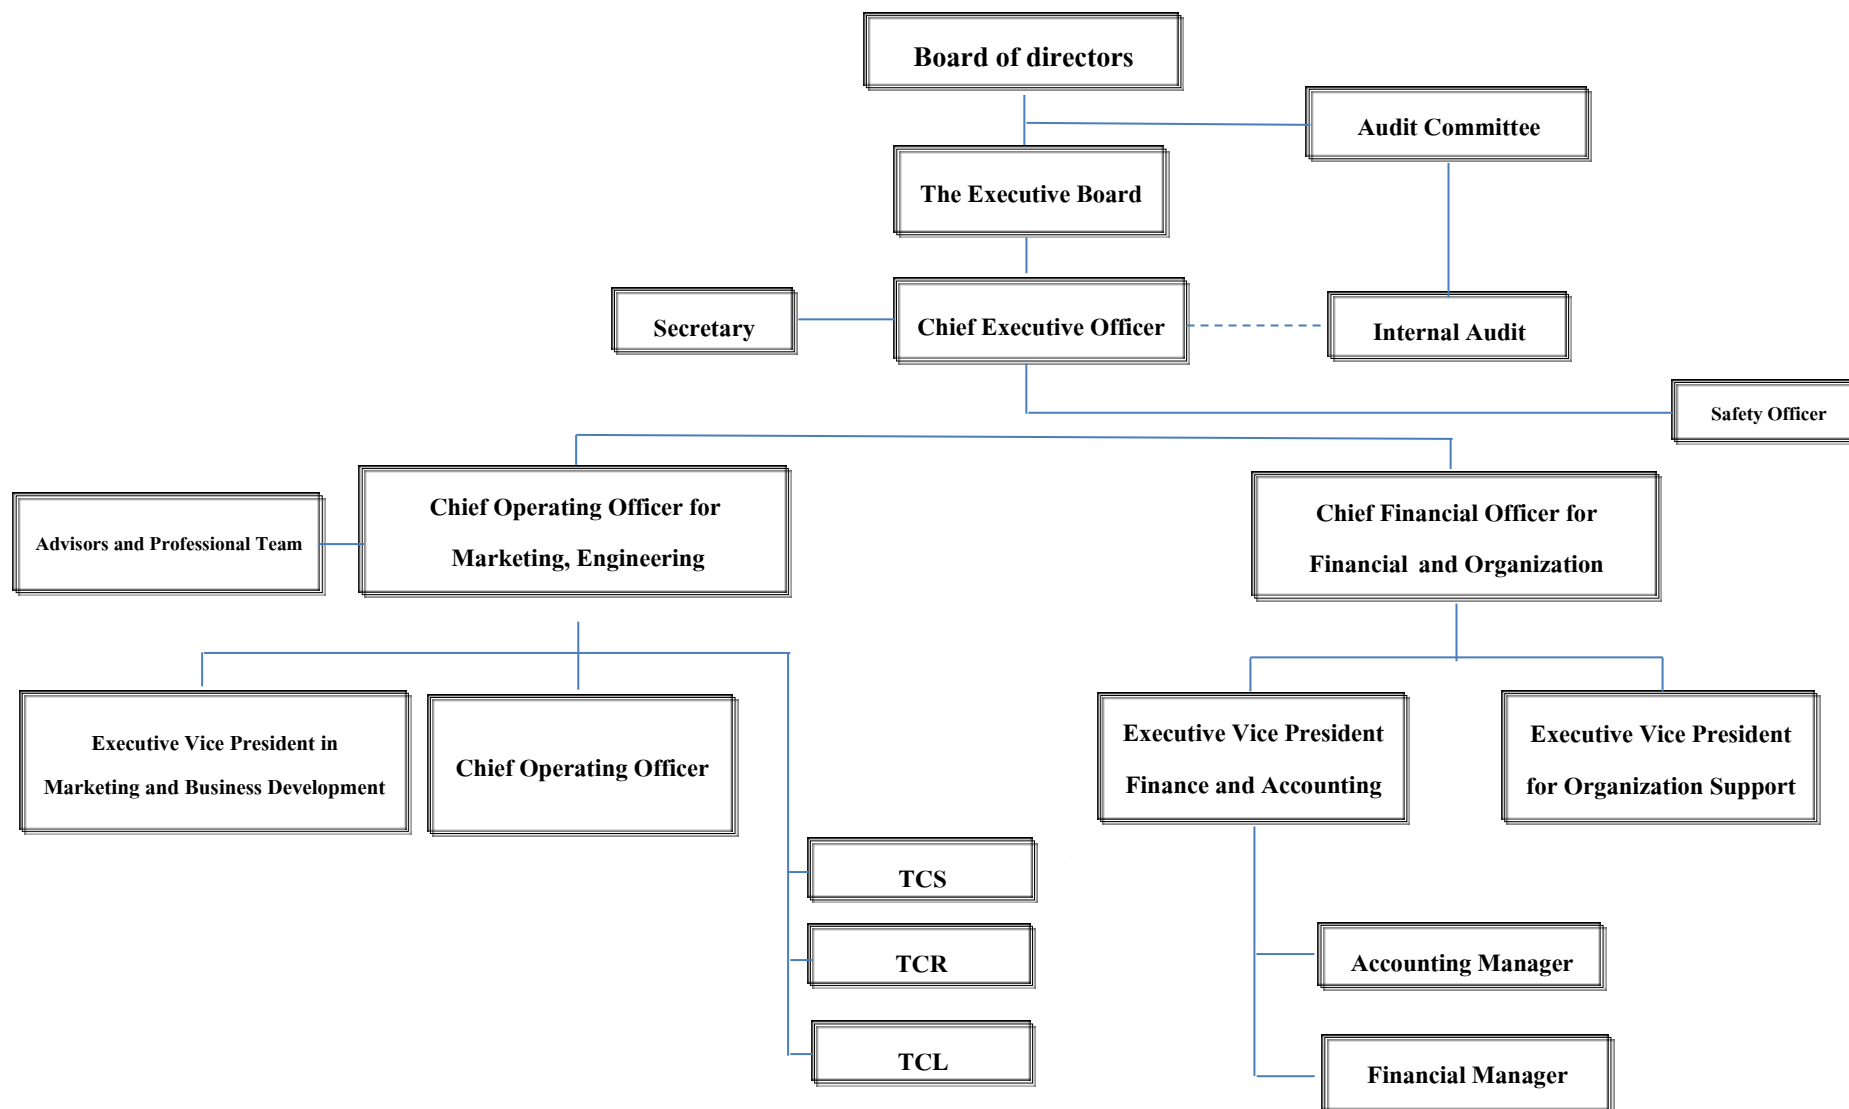 Board of directors
Audit Committee
The Executive Board
Secretary
Chief Executive Officer
Internal Audit
Safety Officer
Advisors and Professional Team
Chief Operating Officer for
Marketing, Engineering
Chief Financial Officer for
Financial and Organization
Executive Vice President in
Marketing and Business Development
Chief Operating Officer
Executive Vice President
Finance and Accounting
Executive Vice President
for Organization Support
TCS
TCR
TCL
Accounting Manager
Financial Manager